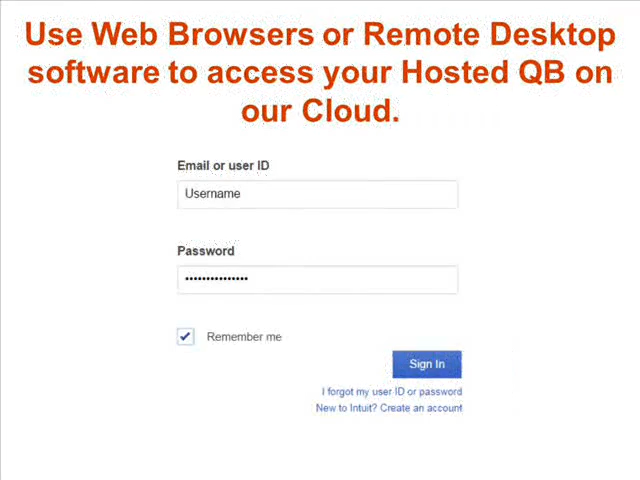 Use Web Browsers or Remote Desktop
software to access your Hosted QB on
our Cloud.
Email or user ID
Username
Password
•••••••••••••••
Remember me
Sign In
I forgot my user ID or password
New to Intuit? Create an account